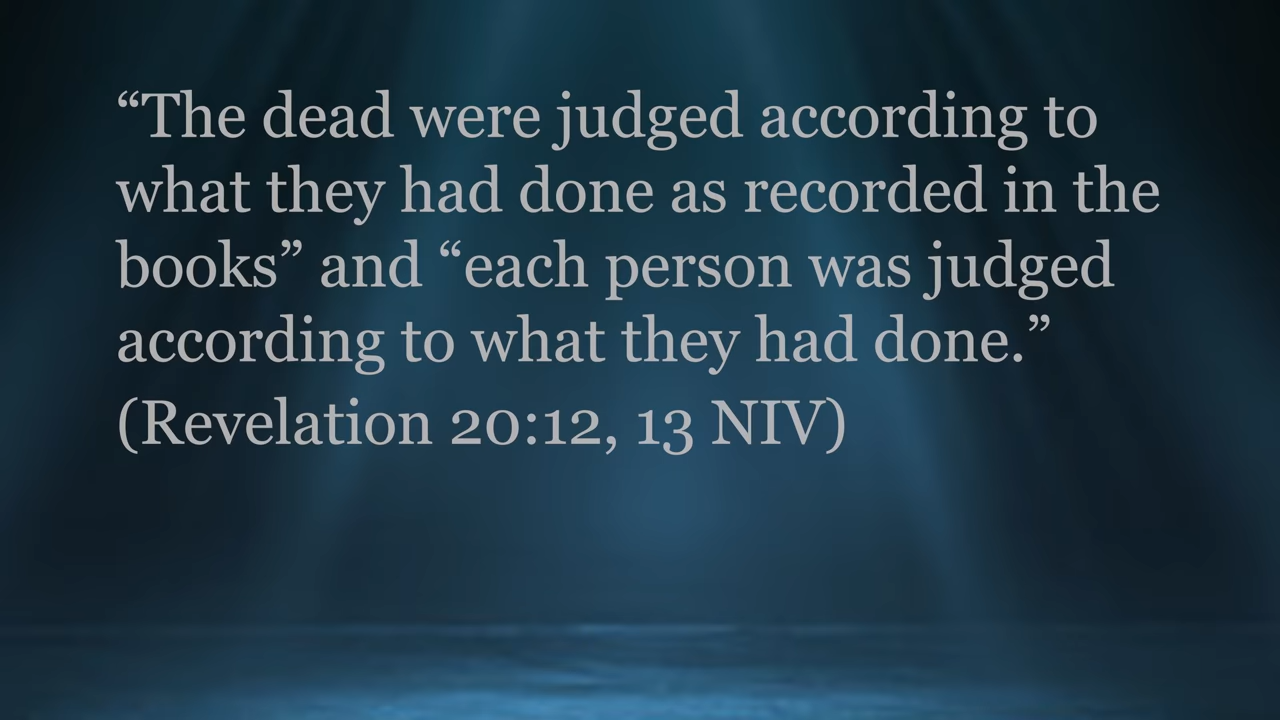 “The dead were judged according to
what they had done as recorded in the
books” and “each person was judged
according to what they had done.”
(Revelation 20:12, 13 NIV)